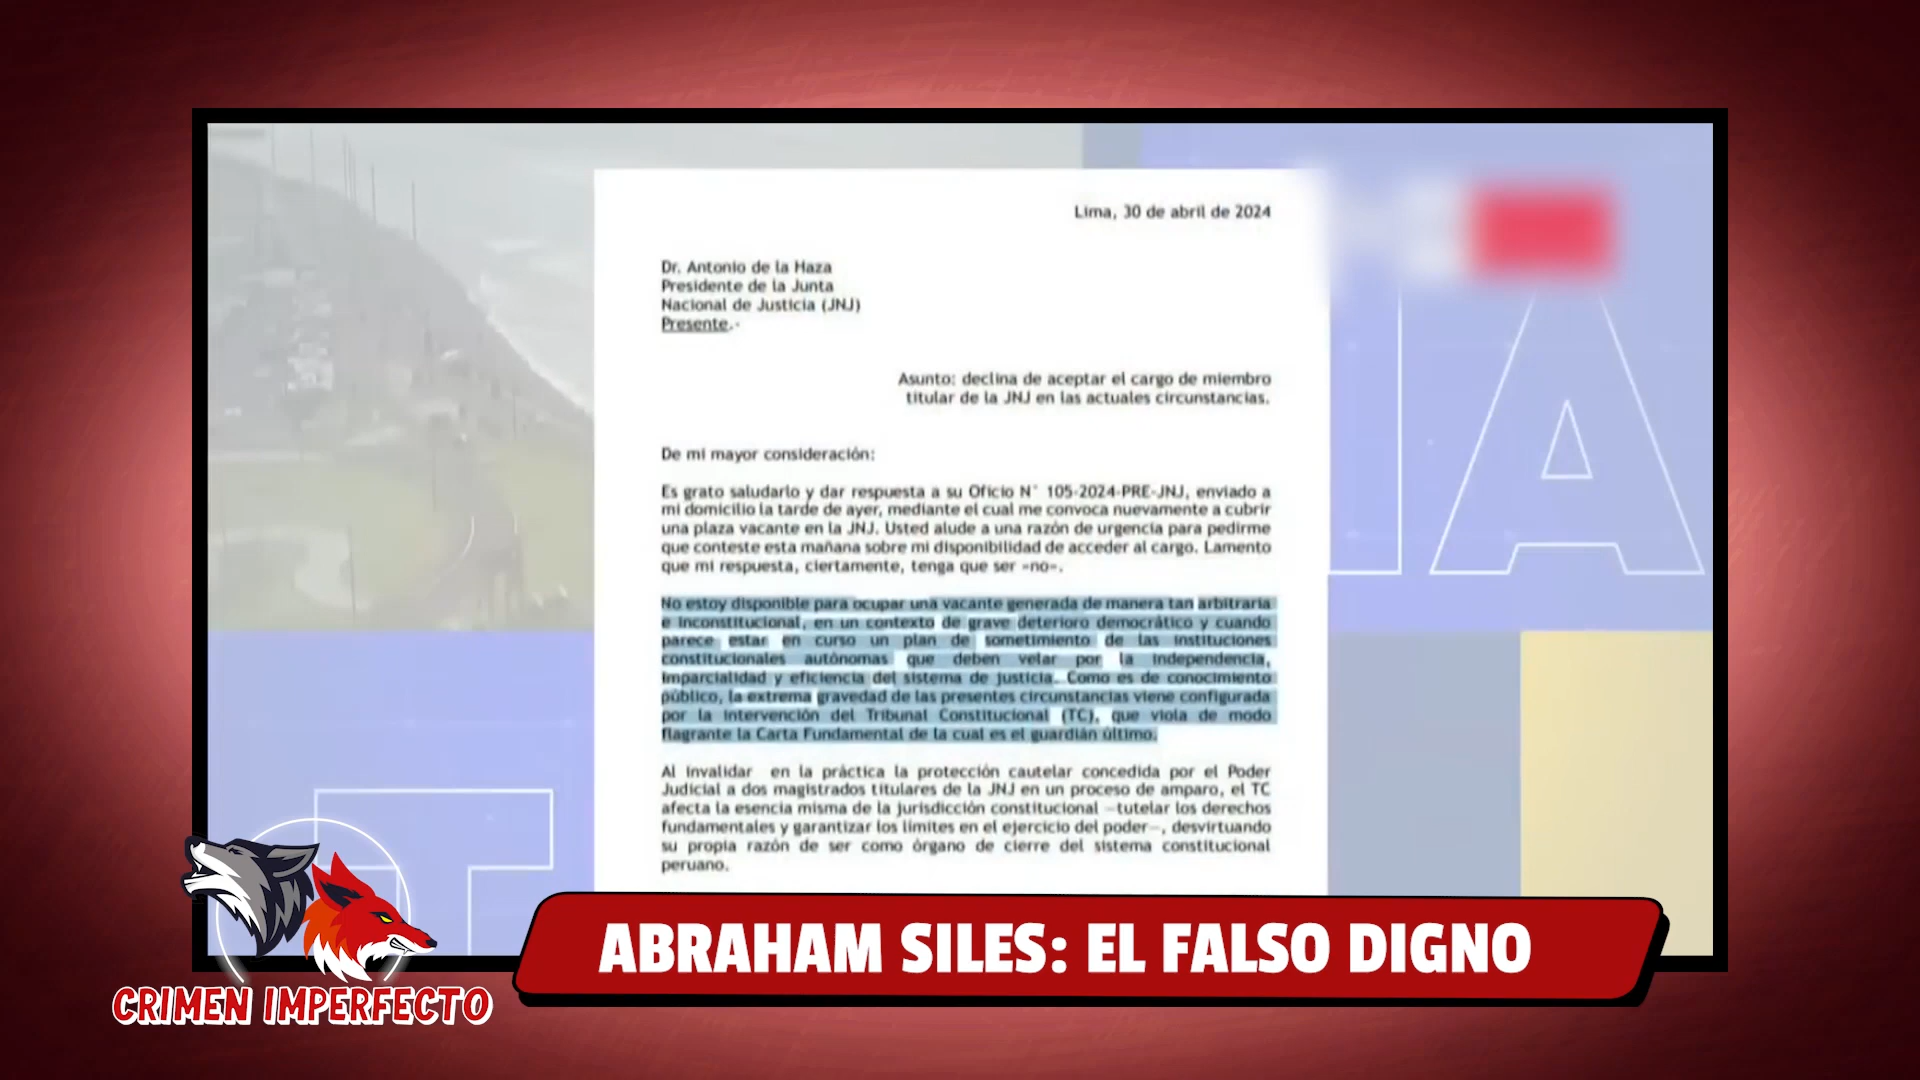 Lima, 30 de abril de 2024
Dr. Antonio de la Haza
Presidente de la Junta
Nacional de Justicia (JNJ)
Presente.-
Asunto: declina de aceptar el cargo de miembro
titular de la JNJ en las actuales circunstancias.
De mi mayor consideración:
Es grato saludarlo y dar respuesta a su Oficio N° 105-2024-PRE-JNJ, enviado a
mi domicilio la tarde de ayer, mediante el cual me convoca nuevamente a cubrir
una plaza vacante en la JNJ. Usted alude a una razón de urgencia para pedirme
que conteste esta mañana sobre mi disponibilidad de acceder al cargo. Lamento
que mi respuesta, ciertamente, tenga que ser «no».
No estoy disponible para ocupar una vacante generada de manera tan arbitraria
e inconstitucional, en un contexto de grave deterioro democrático y cuando
parece estar en curso un plan de sometimiento de las instituciones
constitucionales autónomas que deben velar por la independencia,
imparcialidad y eficiencia del sistema de justicia. Como es de conocimiento
público, la extrema gravedad de las presentes circunstancias viene configurada
por la intervención del Tribunal Constitucional (TC), que viola de modo
flagrante la Carta Fundamental de la cual es el guardián último.
Al invalidar en la práctica la protección cautelar concedida por el Poder
Judicial a dos magistrados titulares de la JNJ en un proceso de amparo, el TC
afecta la esencia misma de la jurisdicción constitucional —tutelar los derechos
fundamentales y garantizar los límites en el ejercicio del poder—, desvirtuando
su propia razón de ser como órgano de cierre del sistema constitucional
peruano.
IA
T
ABRAHAM SILES: EL FALSO DIGNO
CRIMEN IMPERFECTO